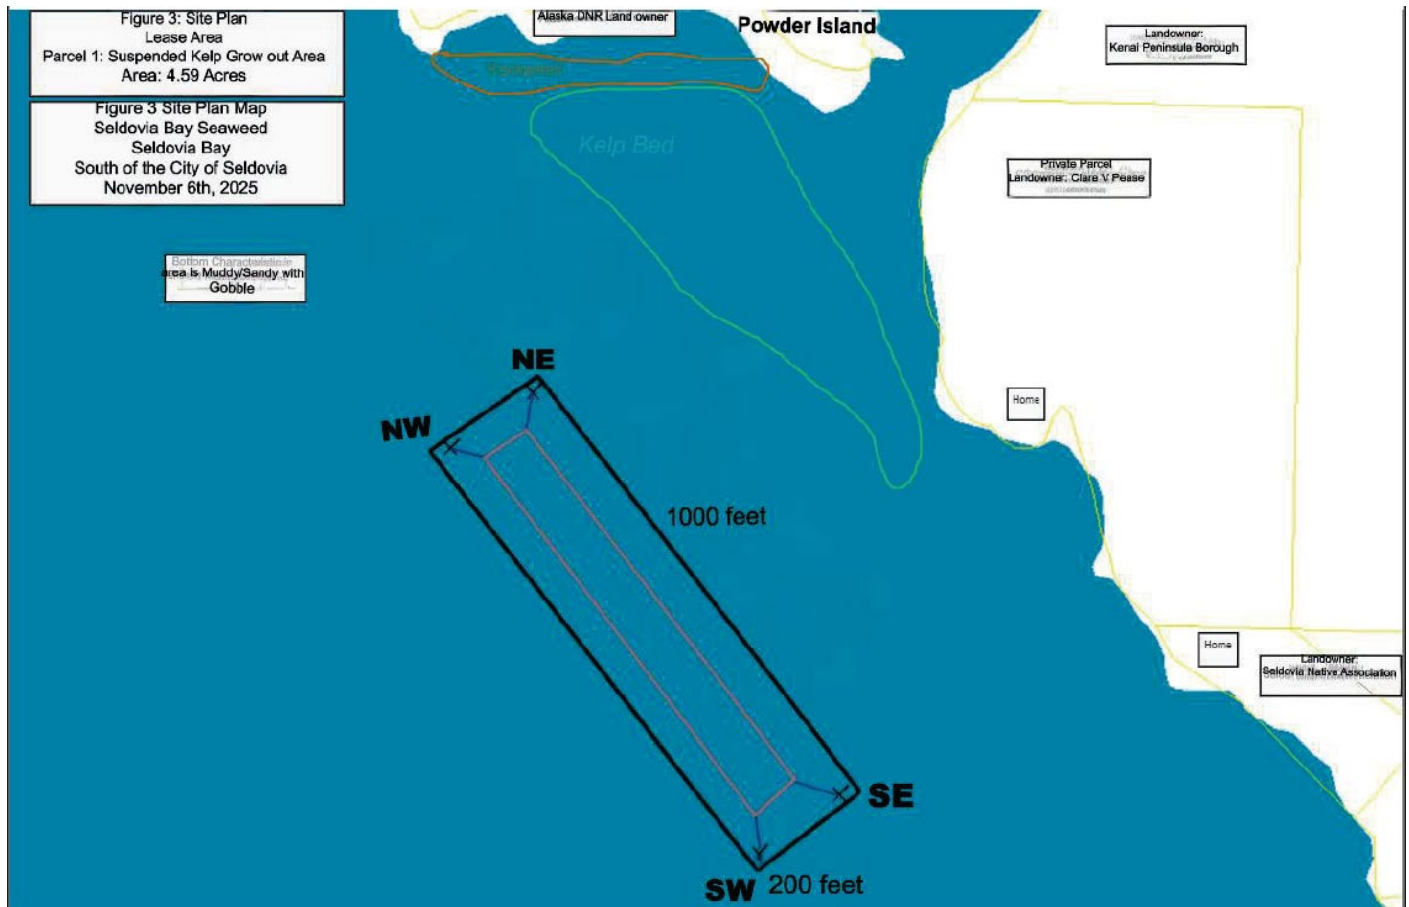 Figure 3: Site Plan
Lease Area
Parcel 1: Suspended Kelp Grow out Area
Area: 4.59 Acres
Figure 3 Site Plan Map
Seldovia Bay Seaweed
Seldovia Bay
South of the City of Seldovia
November 6th, 2025
Alaska DNR Land owner
Powder Island
Landowner:
Kenai Peninsula Borough
Kelp Bed
Private Parcel
Landowner: Clare V Pease
Bottom Characteristic
area is Muddy/Sandy with
Gobble
NE
NW
Home
1000 feet
Home
Landowner:
Seldovia Native Association
SE
SW
200 feet